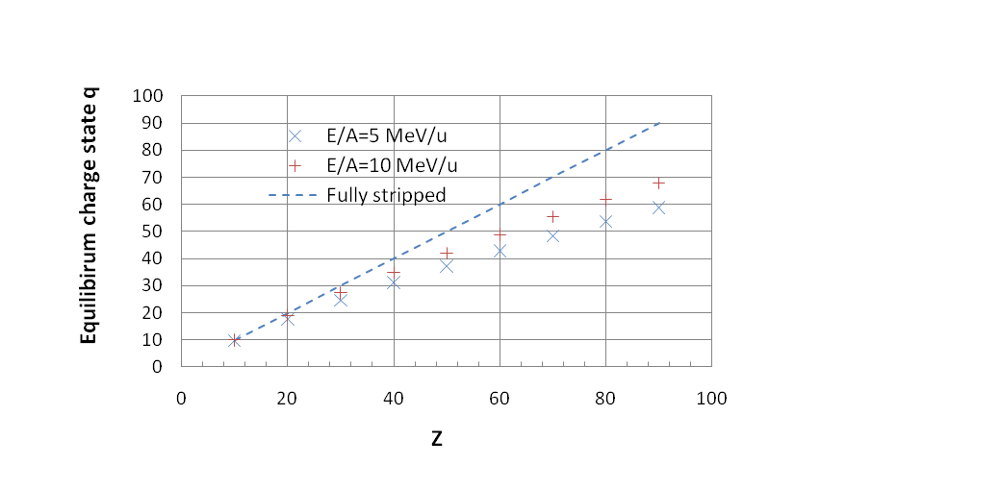 Equilibirum charge state q
100
90
80
70
60
50
40
30
20
10
0
E/A=5 MeV/u
E/A=10 MeV/u
Fully stripped
0 20 40 60 80 100
Z